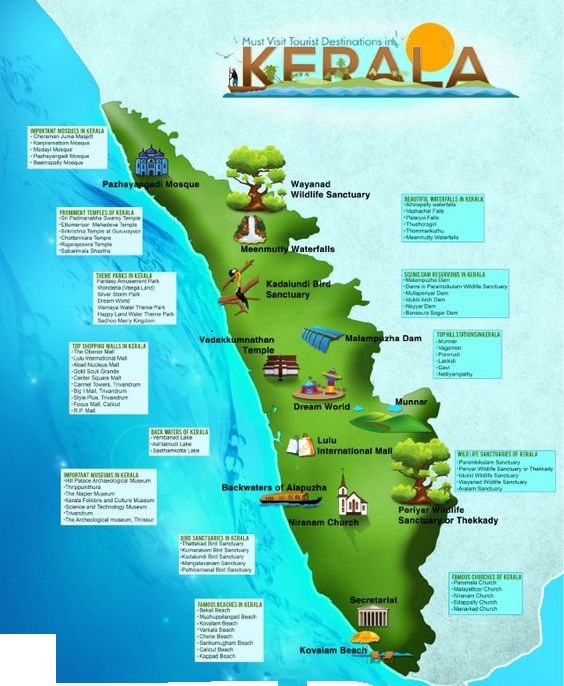 Must Visit Tourist Destinations in
KERALA
IMPORTANT MOSQUES IN KERALA
•Cheraman Juma Masjidt
•Kanjiramattom Mosque
•Madayi Mosque
•Pazhayangadi Mosque
•Beemapally Mosque
Pazhayangadi Mosque
Wayanad
Wildlife Sanctuary
PROMINENT TEMPLES OF KERALA
•Sri Padmanabha Swamy Temple
•Ettumanoor Mahadeva Temple
•Srikrishna Temple at Guruvayoor
•Chottanikara Temple
•Rajarajeswara Temple
•Sabarimala Shastha
BEAUTIFUL WATERFALLS IN KERALA
•Athirapally waterfalls
•Vazhachal Falls
•Palaruvi Falls
•Thusharagiri
•Thommankuthu
•Meenmutty Waterfalls
Meenmutty Waterfalls
THEME PARKS IN KERALA
Fantasy Amusement Park
Wonderla (Veega Land)
Silver Storm Park
Dream World
Vismaya Water Theme Park
Happy Land Water Theme Park
Sadhoo Merry Kingdom
Kadalundi Bird
Sanctuary
SCENIC DAM RESERVOIRS IN KERALA
•Malampuzha Dam
•Dams in Parambikulam Wildlife Sanctuary
•Mullaperiyar Dam
•Idukki Arch Dam
•Neyyar Dam
•Banasura Sagar Dam
TOP SHOPPING MALLS IN KERALA
•The Oberon Mall
•Lulu International Mall
•Abad Nucleus Mall
•Gold Souk Grande
•Center Square Mall
•Carmel Towers, Trivandrum
•Big I Mall, Trivandrum
•Style Plus, Trivandrum
•Focus Mall, Calicut
•R.P. Mall
Vadakkumnathan
Temple
Malampuzha Dam
TOP HILL STATIONS IN KERALA
•Munnar
•Vagamon
•Ponmudi
•Lakkidi
•Gavi
•Nelliyampathy
Dream World
Munnar
BACK WATERS OF KERALA
•Vembanad Lake
•Ashtamudi Lake
•Sasthamkotta Lake
Lulu
International Mall
WILD LIFE SANCTUARIES OF KERALA
•Parambikulam Sanctuary
•Periyar Wildlife Sanctuary or Thekkady
•Idukki Wildlife Sanctuary
•Wayanad Wildlife Sanctuary
•Aralam Sanctuary
IMPORTANT MUSEUMS IN KERALA
•Hill Palace Archaeological Museum
•Thrippunithura
•The Napier Museum
•Kerala Folklore and Culture Museum
•Science and Technology Museum
•Trivandrum
•The Archeological museum, Thrissur
Backwaters of Alapuzha
Niranam Church
Periyar Wildlife
Sanctuary or Thekkady
BIRD SANCTUARIES IN KERALA
•Thattekad Bird Sanctuary
•Kumarakom Bird Sanctuary
•Kadalundi Bird Sanctuary
•Mangalavanam Sanctuary
•Pathiramanal Bird Sanctuary
FAMOUS CHURCHES OF KERALA
•Parumala Church
•Malayattoor Church
•Niranam Church
•Edappally Church
•Manarkad Church
FAMOUS BEACHES IN KERALA
•Bekal Beach
•Muzhuppilangad Beach
•Kovalam Beach
•Varkala Beach
•Cherai Beach
•Sankumugham Beach
•Calicut Beach
•Kappad Beach
Secretariat
Kovalam Beach